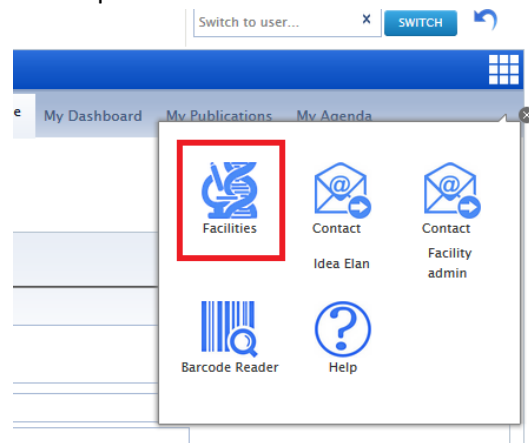 Switch to user... x SWITCH
e My Dashboard My Publications My Agenda
Facilities Contact Contact
Idea Elan Facility
admin
Barcode Reader Help